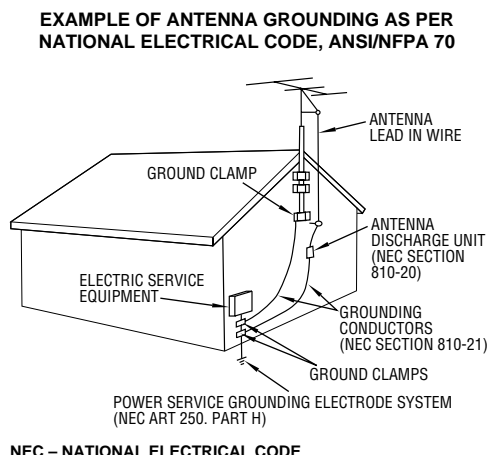 EXAMPLE OF ANTENNA GROUNDING AS PER
NATIONAL ELECTRICAL CODE, ANSI/NFPA 70
ANTENNA
LEAD IN WIRE
GROUND CLAMP
ANTENNA
DISCHARGE UNIT
(NEC SECTION
810-20)
ELECTRIC SERVICE
EQUIPMENT
GROUNDING
CONDUCTORS
(NEC SECTION 810-21)
GROUND CLAMPS
POWER SERVICE GROUNDING ELECTRODE SYSTEM
(NEC ART 250. PART H)
NEC – NATIONAL ELECTRICAL CODE